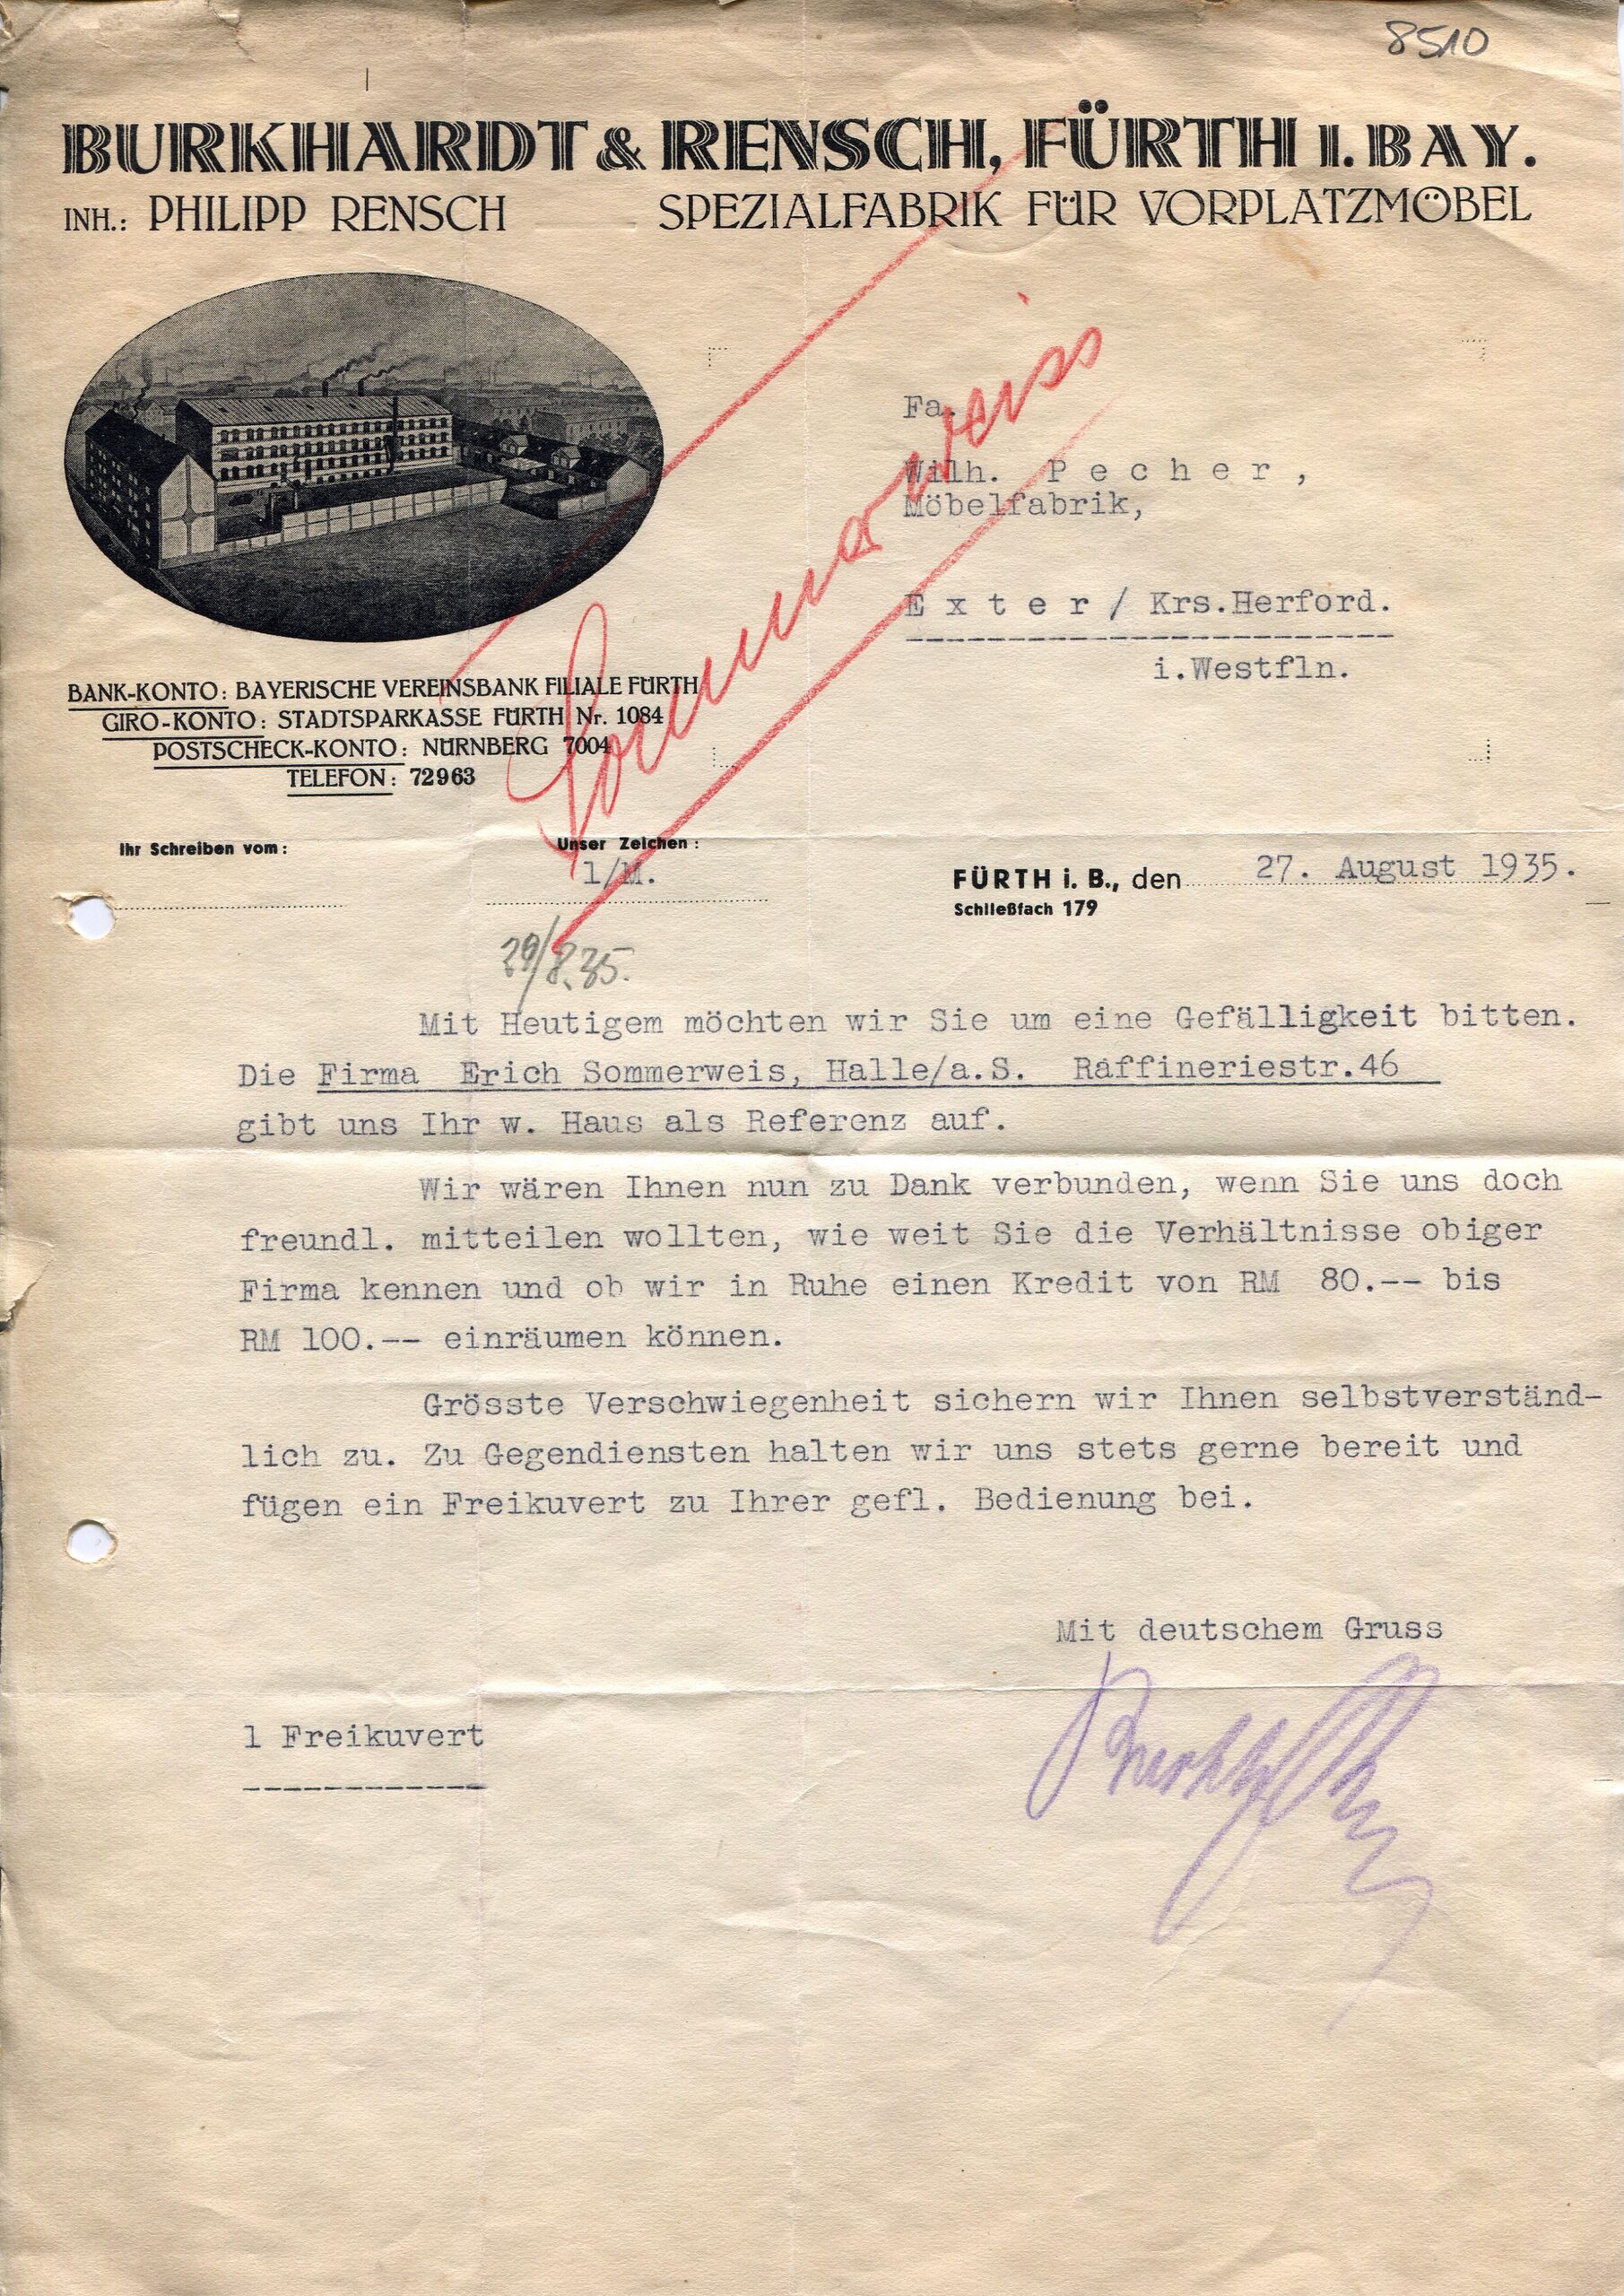 8510
BURKHARDT & RENSCH, FÜRTH I. BAY.
INH.: PHILIPP RENSCH SPEZIALFABRIK FÜR VORPLATZMÖBEL
Fa.
Wilh. Pecher,
Möbelfabrik,
Exter / Krs.Herford.
i.Westfln.
Sommerweiss
BANK-KONTO: BAYERISCHE VEREINSBANK FILIALE FÜRTH
GIRO-KONTO: STADTSPARKASSE FÜRTH Nr. 1084
POSTSCHECK-KONTO: NÜRNBERG 7004
TELEFON: 72963
Ihr Schreiben vom:
Unser Zeichen:
1/M.
FÜRTH i. B., den 27. August 1935.
Schließfach 179
29/8.35.
Mit Heutigem möchten wir Sie um eine Gefälligkeit bitten.
Die Firma Erich Sommerweis, Halle/a.S. Raffineriestr.46
gibt uns Ihr w. Haus als Referenz auf.
Wir wären Ihnen nun zu Dank verbunden, wenn Sie uns doch
freundl. mitteilen wollten, wie weit Sie die Verhältnisse obiger
Firma kennen und ob wir in Ruhe einen Kredit von RM 80.-- bis
RM 100.-- einräumen können.
Grösste Verschwiegenheit sichern wir Ihnen selbstverständ-
lich zu. Zu Gegendiensten halten wir uns stets gerne bereit und
fügen ein Freikuvert zu Ihrer gefl. Bedienung bei.
Mit deutschem Gruss
1 Freikuvert